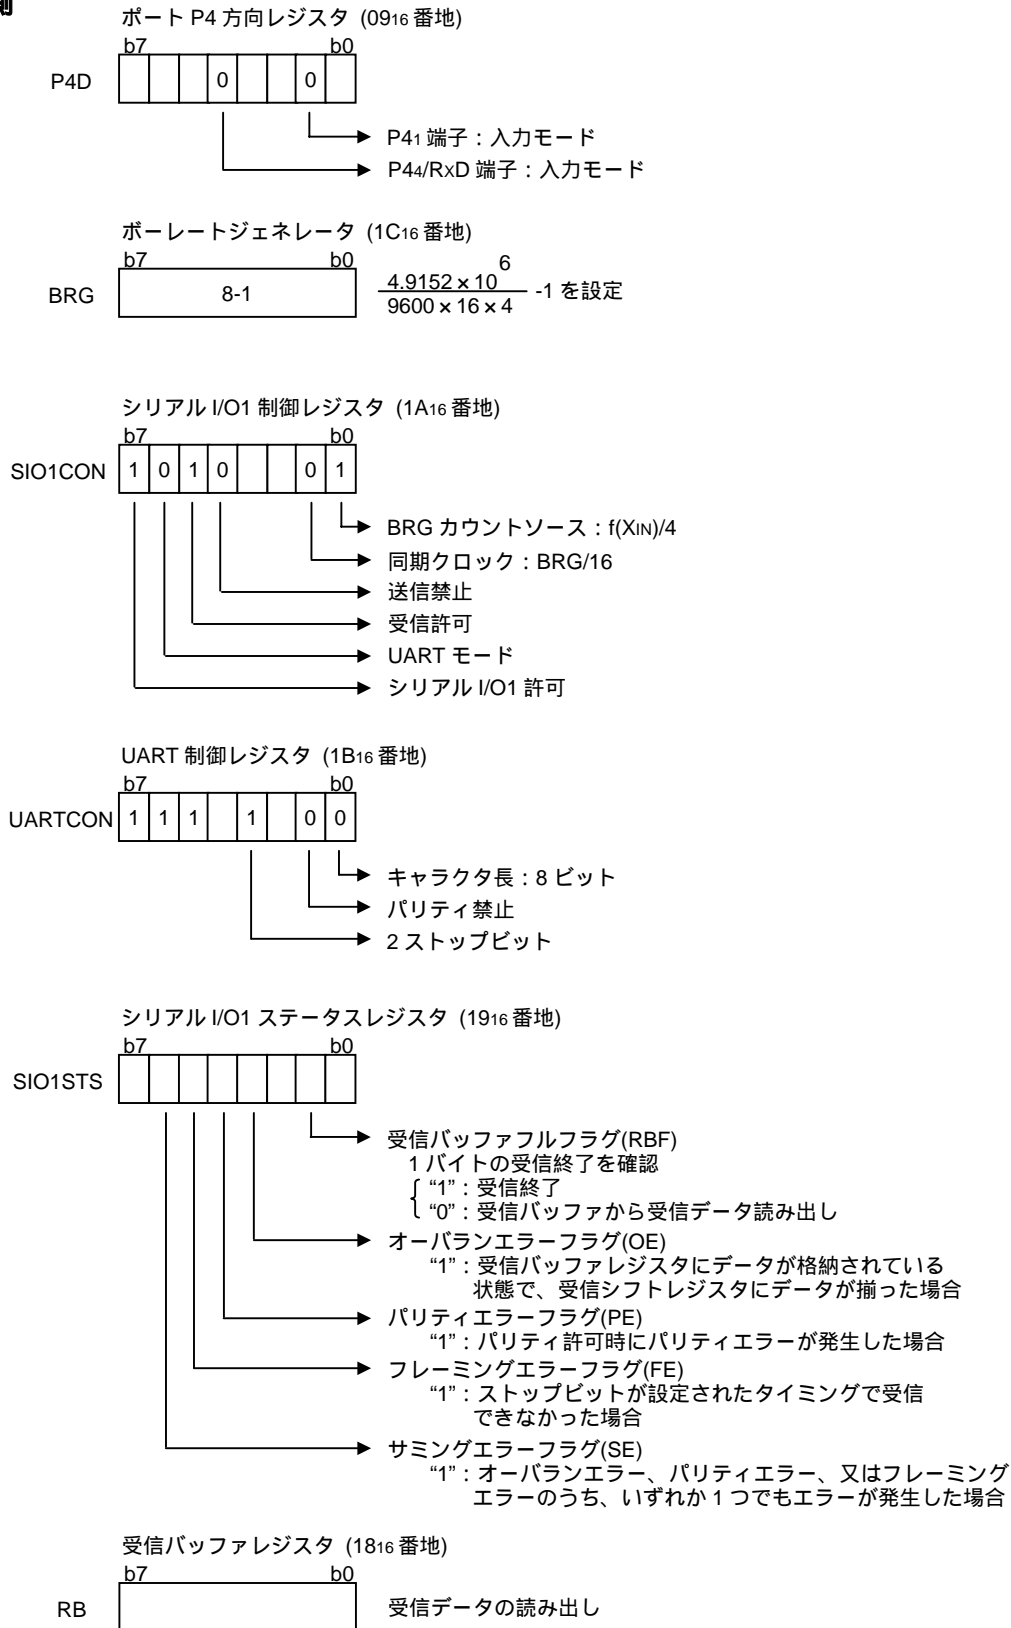 側
ポート P4 方向レジスタ (0916 番地)
b7 b0
P4D 0 0
P41 端子：入力モード
P44/RxD 端子：入力モード
ボーレートジェネレータ (1C16 番地)
b7 b0
BRG 8-1 4.9152×10^6 / 9600×16×4 -1 を設定
シリアル I/O1 制御レジスタ (1A16 番地)
b7 b0
SIO1CON 1 0 1 0 0 1
BRG カウントソース：f(XIN)/4
同期クロック：BRG/16
送信禁止
受信許可
UART モード
シリアル I/O1 許可
UART 制御レジスタ (1B16 番地)
b7 b0
UARTCON 1 1 1 1 0 0
キャラクタ長：8 ビット
パリティ禁止
2 ストップビット
シリアル I/O1 ステータスレジスタ (1916 番地)
b7 b0
SIO1STS
受信バッファフルフラグ(RBF)
1 バイトの受信終了を確認
“1”：受信終了
“0”：受信バッファから受信データ読み出し
オーバランエラーフラグ(OE)
“1”：受信バッファレジスタにデータが格納されている
状態で、受信シフトレジスタにデータが揃った場合
パリティエラーフラグ(PE)
“1”：パリティ許可時にパリティエラーが発生した場合
フレーミングエラーフラグ(FE)
“1”：ストップビットが設定されたタイミングで受信
できなかった場合
サミングエラーフラグ(SE)
“1”：オーバランエラー、パリティエラー、又はフレーミング
エラーのうち、いずれか 1 つでもエラーが発生した場合
受信バッファレジスタ (1816 番地)
b7 b0
RB 受信データの読み出し